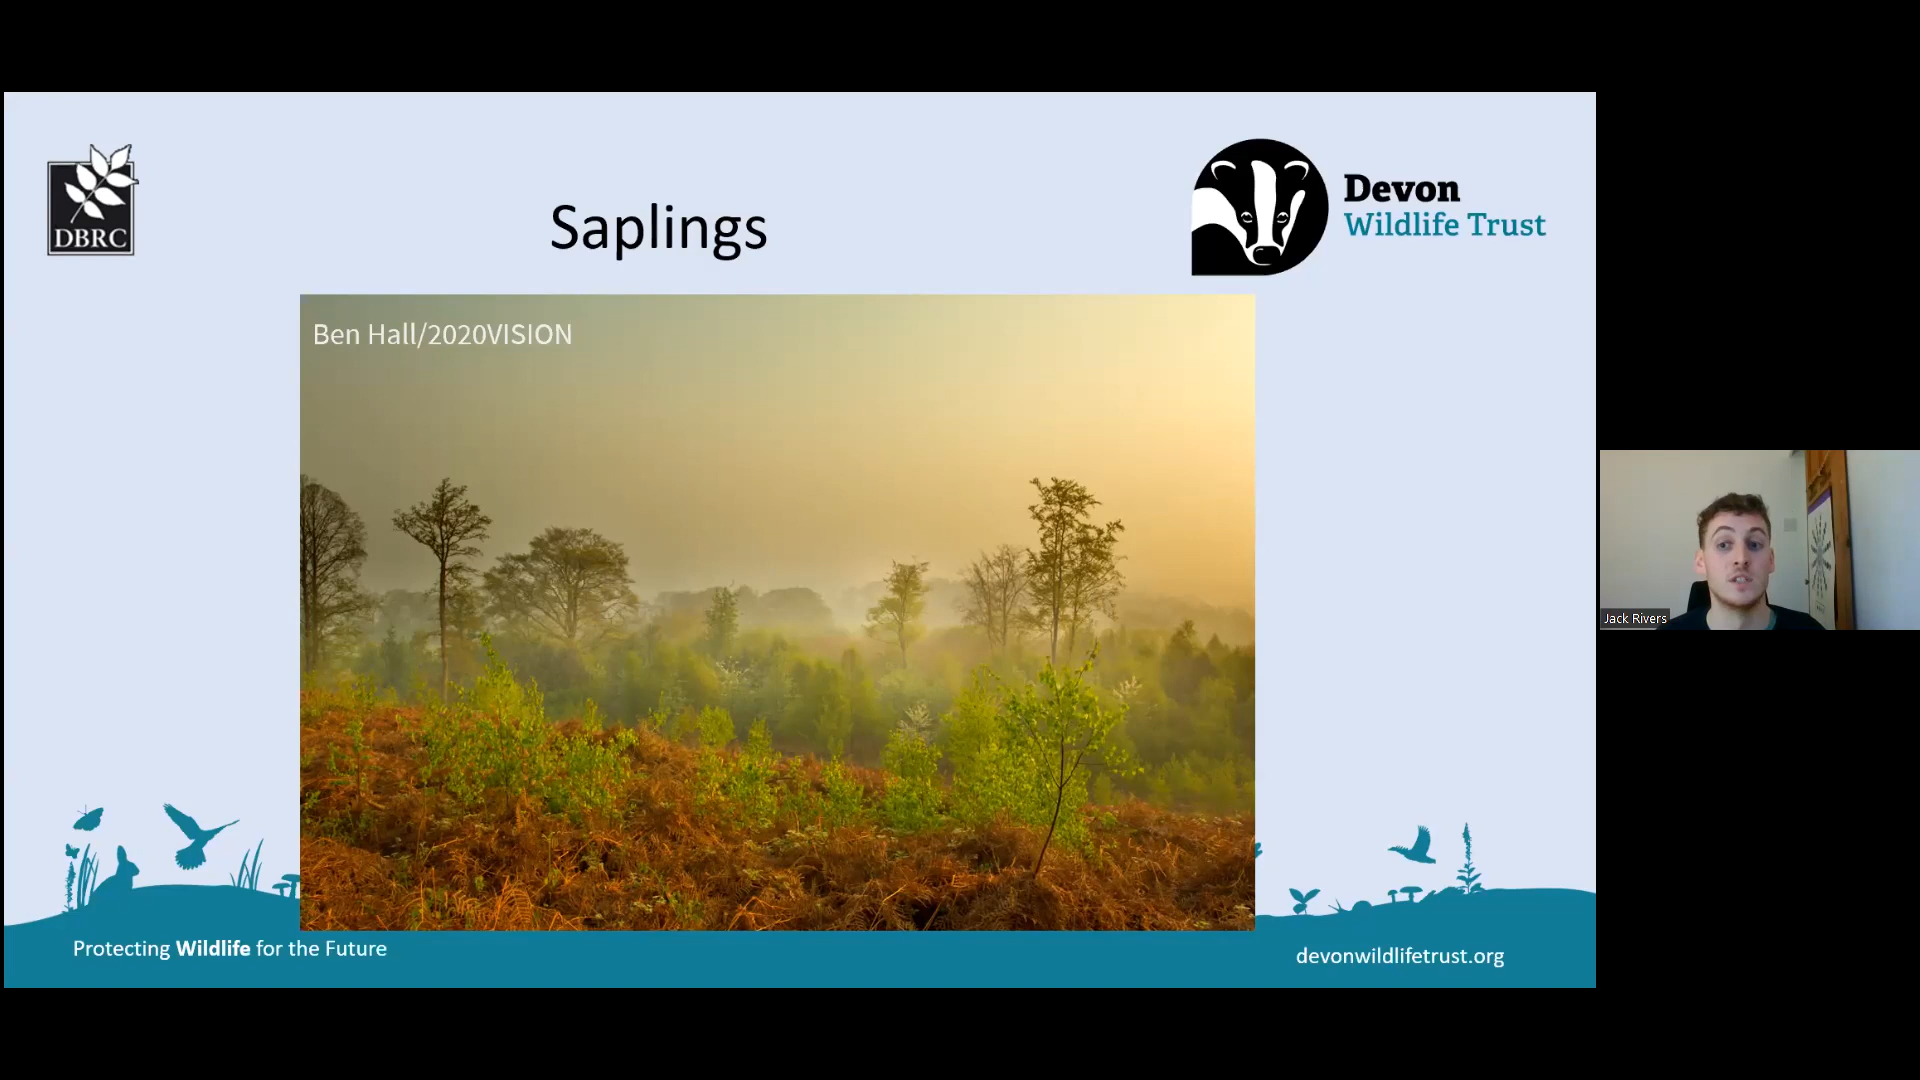 DBRC
Saplings
Devon
Wildlife Trust
Ben Hall/2020VISION
Jack Rivers
Protecting Wildlife for the Future
devonwildlifetrust.org